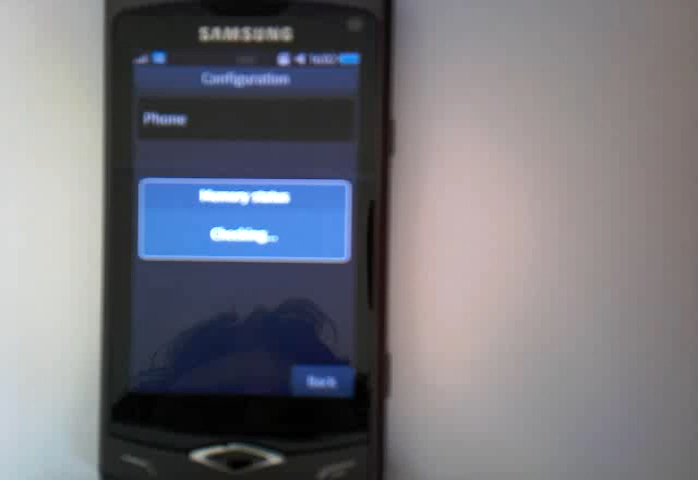 SAMSUNG
Configuration
Phone
Memory status
Checking...
Back